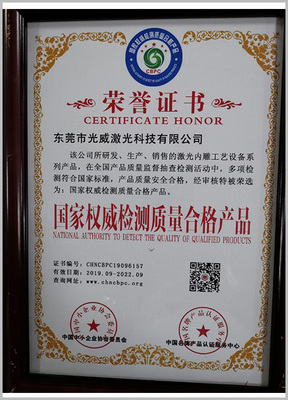 CBPC
荣誉证书
CERTIFICATE HONOR
东莞市光威激光科技有限公司
该公司所研发、生产、销售的激光内雕工艺设备系列产品，在全国产品质量监督抽查检测活动中，多项检测符合国家标准，产品质量安全合格，经审核特被荣选为：国家权威检测质量合格产品。
国家权威检测质量合格产品
NATIONAL AUTHORITY TO DETECT THE QUALITY OF QUALIFIED PRODUCTS
证书编号：CHNCBPC19096157
有效日期：2019.09-2022.09
查询网址：www.chncbpc.org
中国中小企业协会委员会
中国名牌产品认证服务中心